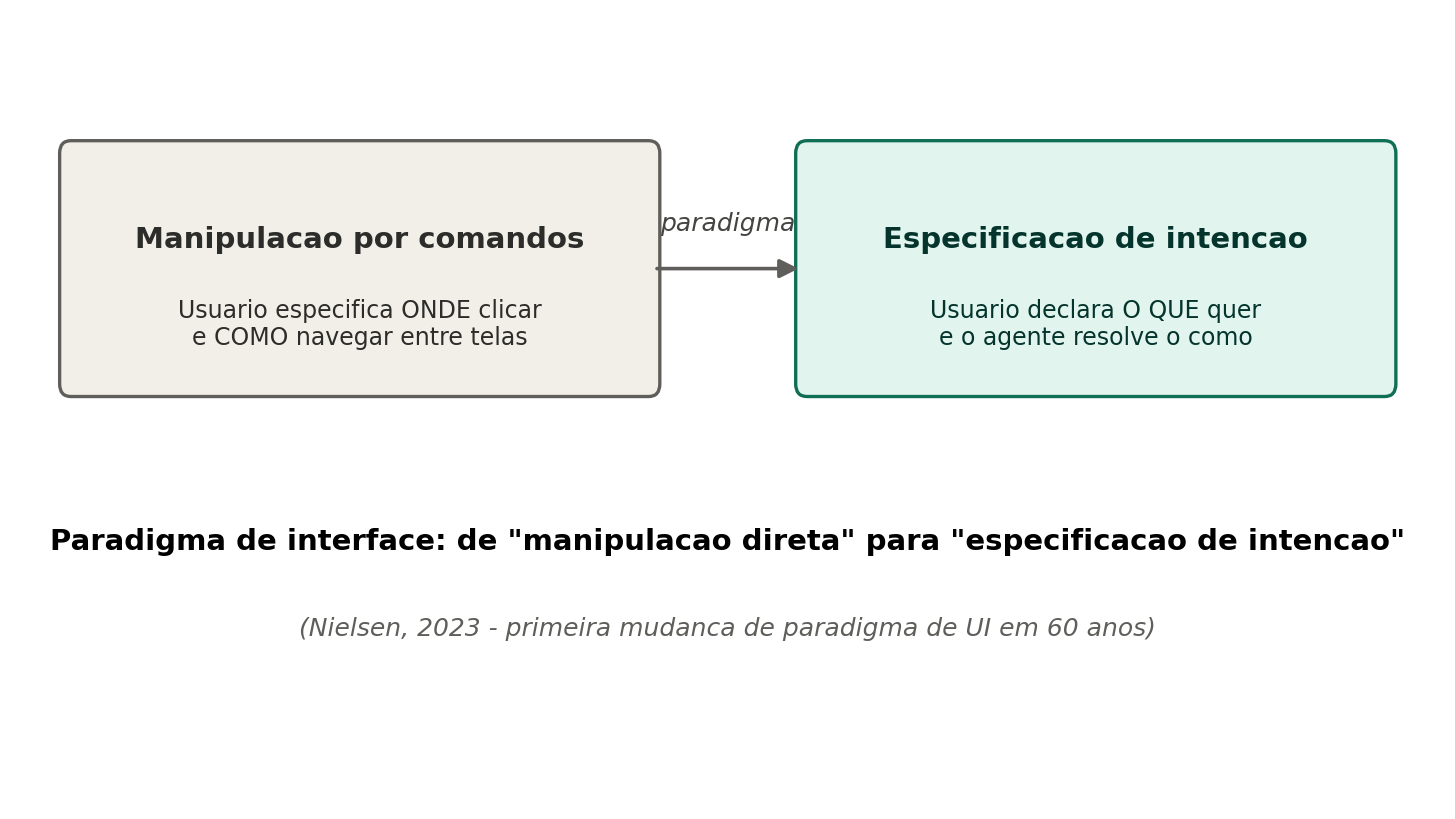 Manipulacao por comandos
Usuario especifica ONDE clicar
e COMO navegar entre telas
paradigma
Especificacao de intencao
Usuario declara O QUE quer
e o agente resolve o como
Paradigma de interface: de "manipulacao direta" para "especificacao de intencao"
(Nielsen, 2023 - primeira mudanca de paradigma de UI em 60 anos)